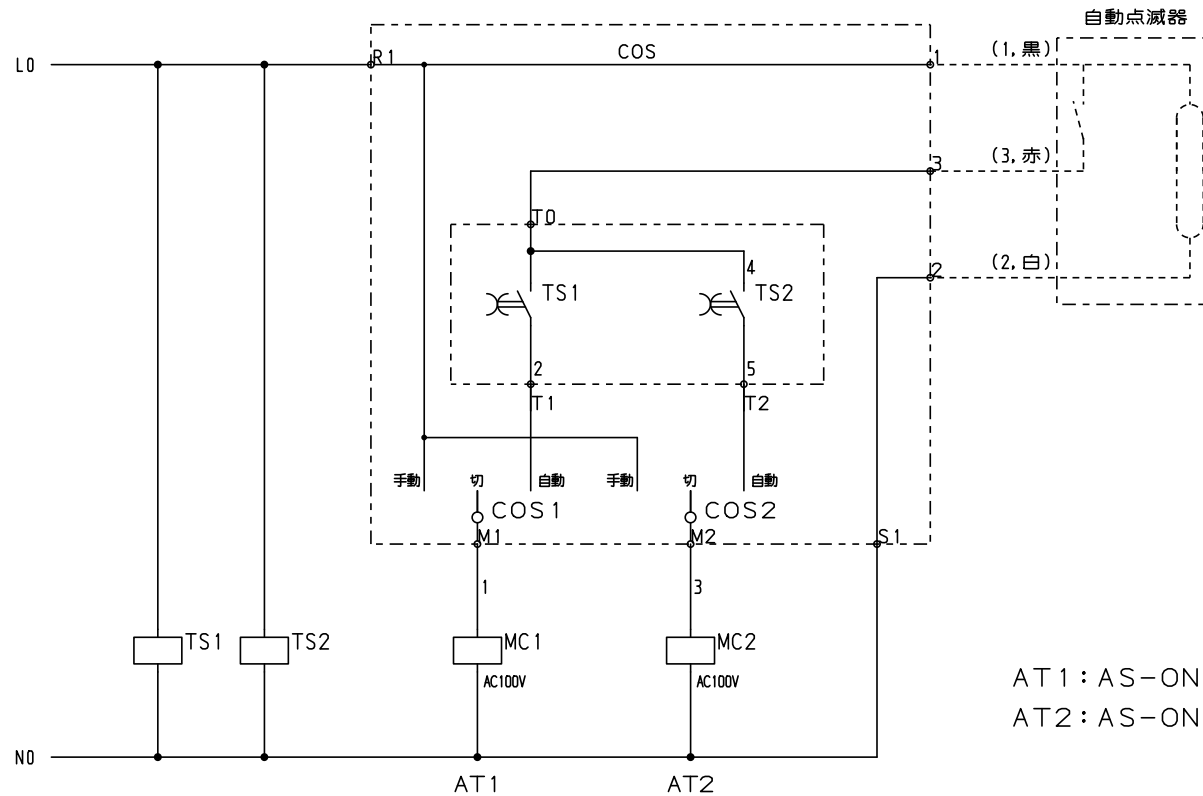 自動点滅器
L0
R1
COS
1
(1,黒)
3
(3,赤)
T0
2
(2,白)
4
TS1
TS2
2
5
T1
T2
手動
切
自動
手動
切
自動
COS1
COS2
M1
M2
S1
1
3
TS1
TS2
MC1
MC2
AC100V
AC100V
AT1:AS-ON
AT2:AS-ON
N0
AT1
AT2